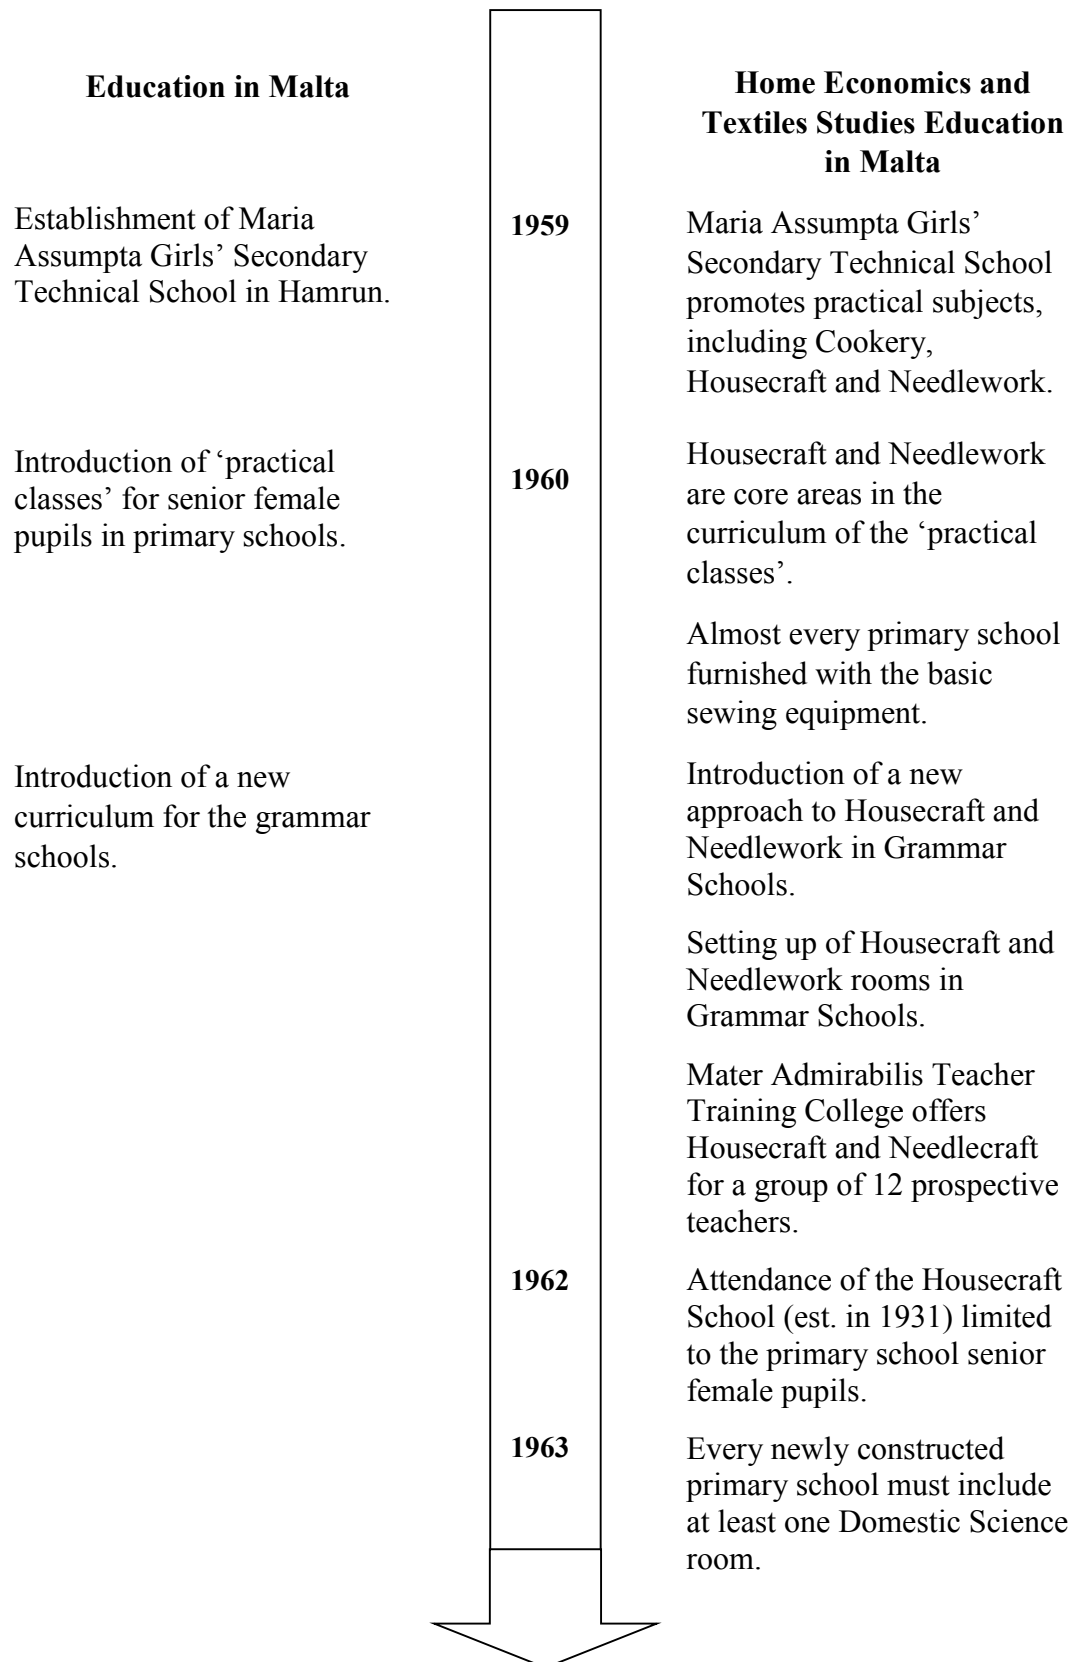 Education in Malta
Home Economics and
Textiles Studies Education
in Malta
Establishment of Maria
Assumpta Girls’ Secondary
Technical School in Hamrun.
1959
Maria Assumpta Girls’
Secondary Technical School
promotes practical subjects,
including Cookery,
Housecraft and Needlework.
Introduction of ‘practical
classes’ for senior female
pupils in primary schools.
1960
Housecraft and Needlework
are core areas in the
curriculum of the ‘practical
classes’.
Almost every primary school
furnished with the basic
sewing equipment.
Introduction of a new
curriculum for the grammar
schools.
Introduction of a new
approach to Housecraft and
Needlework in Grammar
Schools.
Setting up of Housecraft and
Needlework rooms in
Grammar Schools.
Mater Admirabilis Teacher
Training College offers
Housecraft and Needlecraft
for a group of 12 prospective
teachers.
1962
Attendance of the Housecraft
School (est. in 1931) limited
to the primary school senior
female pupils.
1963
Every newly constructed
primary school must include
at least one Domestic Science
room.